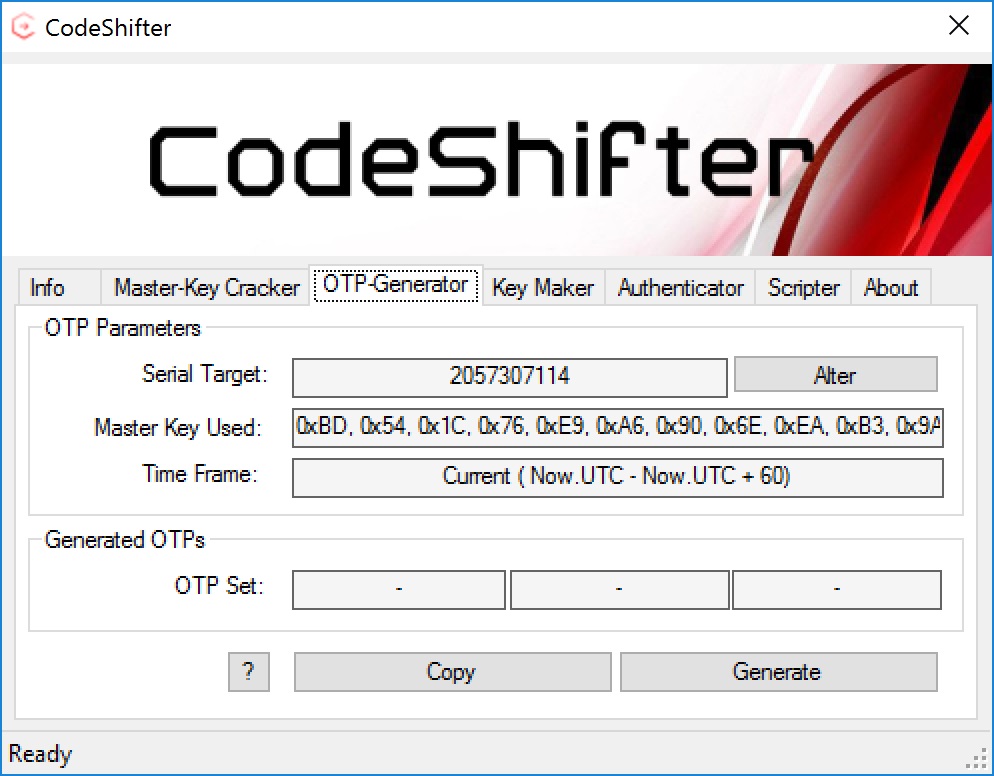 CodeShifter
CodeShifter
Info Master-Key Cracker OTP-Generator Key Maker Authenticator Scripter About
OTP Parameters
Serial Target: 2057307114 Alter
Master Key Used: 0xBD, 0x54, 0x1C, 0x76, 0xE9, 0xA6, 0x90, 0x6E, 0xEA, 0xB3, 0x9A
Time Frame: Current ( Now.UTC - Now.UTC + 60)
Generated OTPs
OTP Set: - - -
? Copy Generate
Ready